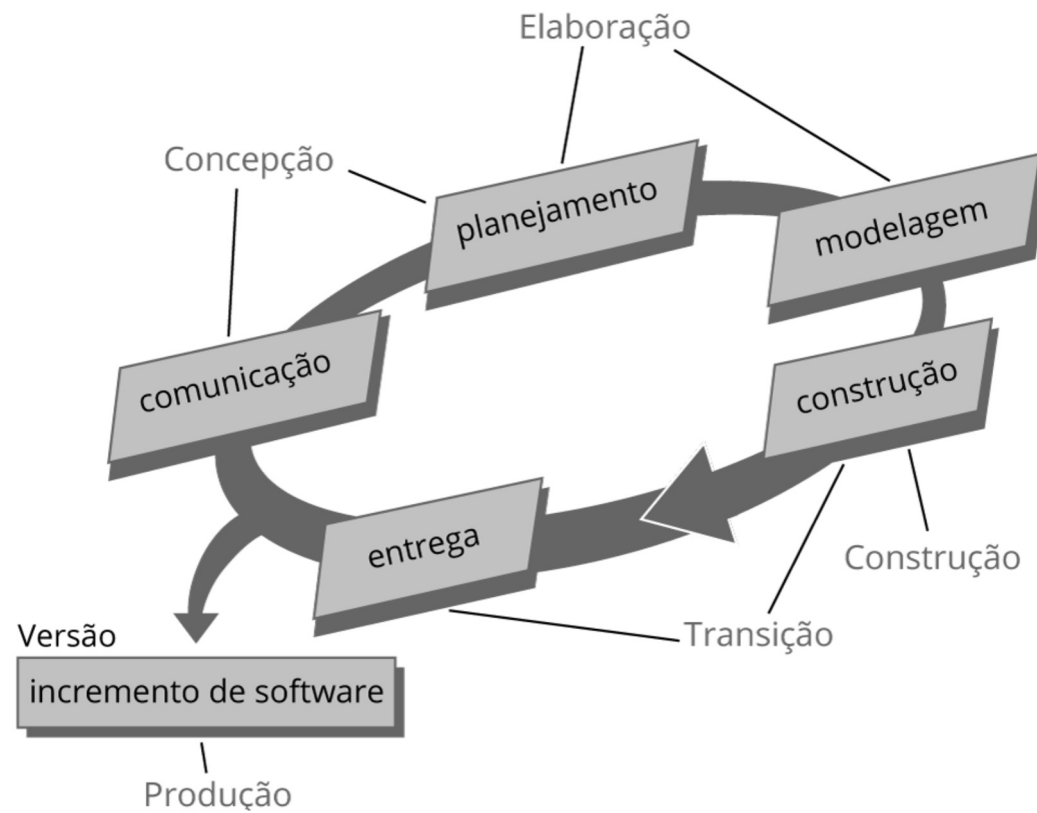 Elaboração
Concepção
planejamento
modelagem
comunicação
construção
entrega
Construção
Transição
Versão
incremento de software
Produção